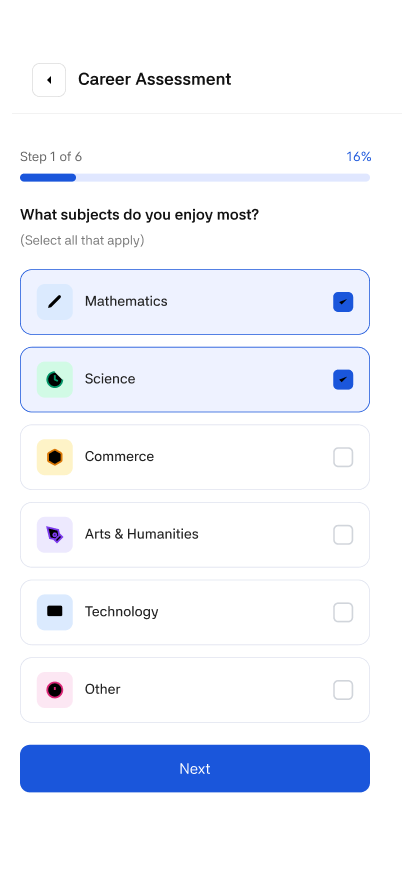 Career Assessment
Step 1 of 6
16%
What subjects do you enjoy most?
(Select all that apply)
Mathematics
Science
Commerce
Arts & Humanities
Technology
Other
Next